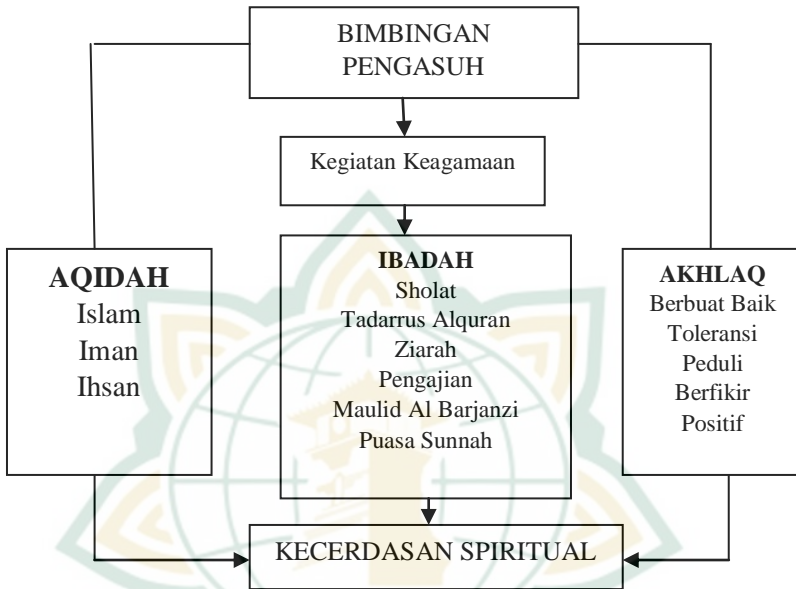 BIMBINGAN
PENGASUH
Kegiatan Keagamaan
AQIDAH
Islam
Iman
Ihsan
IBADAH
Sholat
Tadarrus Alquran
Ziarah
Pengajian
Maulid Al Barjanzi
Puasa Sunnah
AKHLAQ
Berbuat Baik
Toleransi
Peduli
Berfikir
Positif
KECERDASAN SPIRITUAL